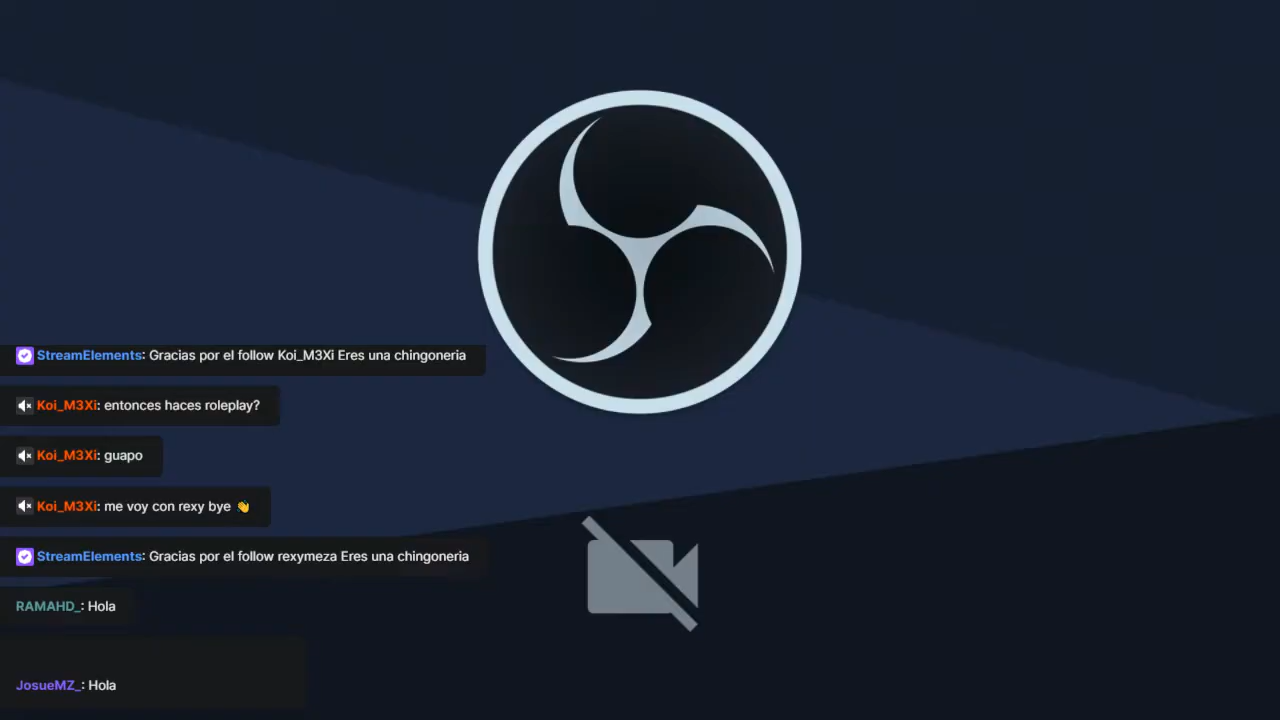 StreamElements: Gracias por el follow Koi_M3Xi Eres una chingoneria
Koi_M3Xi: entonces haces roleplay?
Koi_M3Xi: guapo
Koi_M3Xi: me voy con rexy bye 👋
StreamElements: Gracias por el follow rexymeza Eres una chingoneria
RAMAHD_: Hola
JosueMZ_: Hola